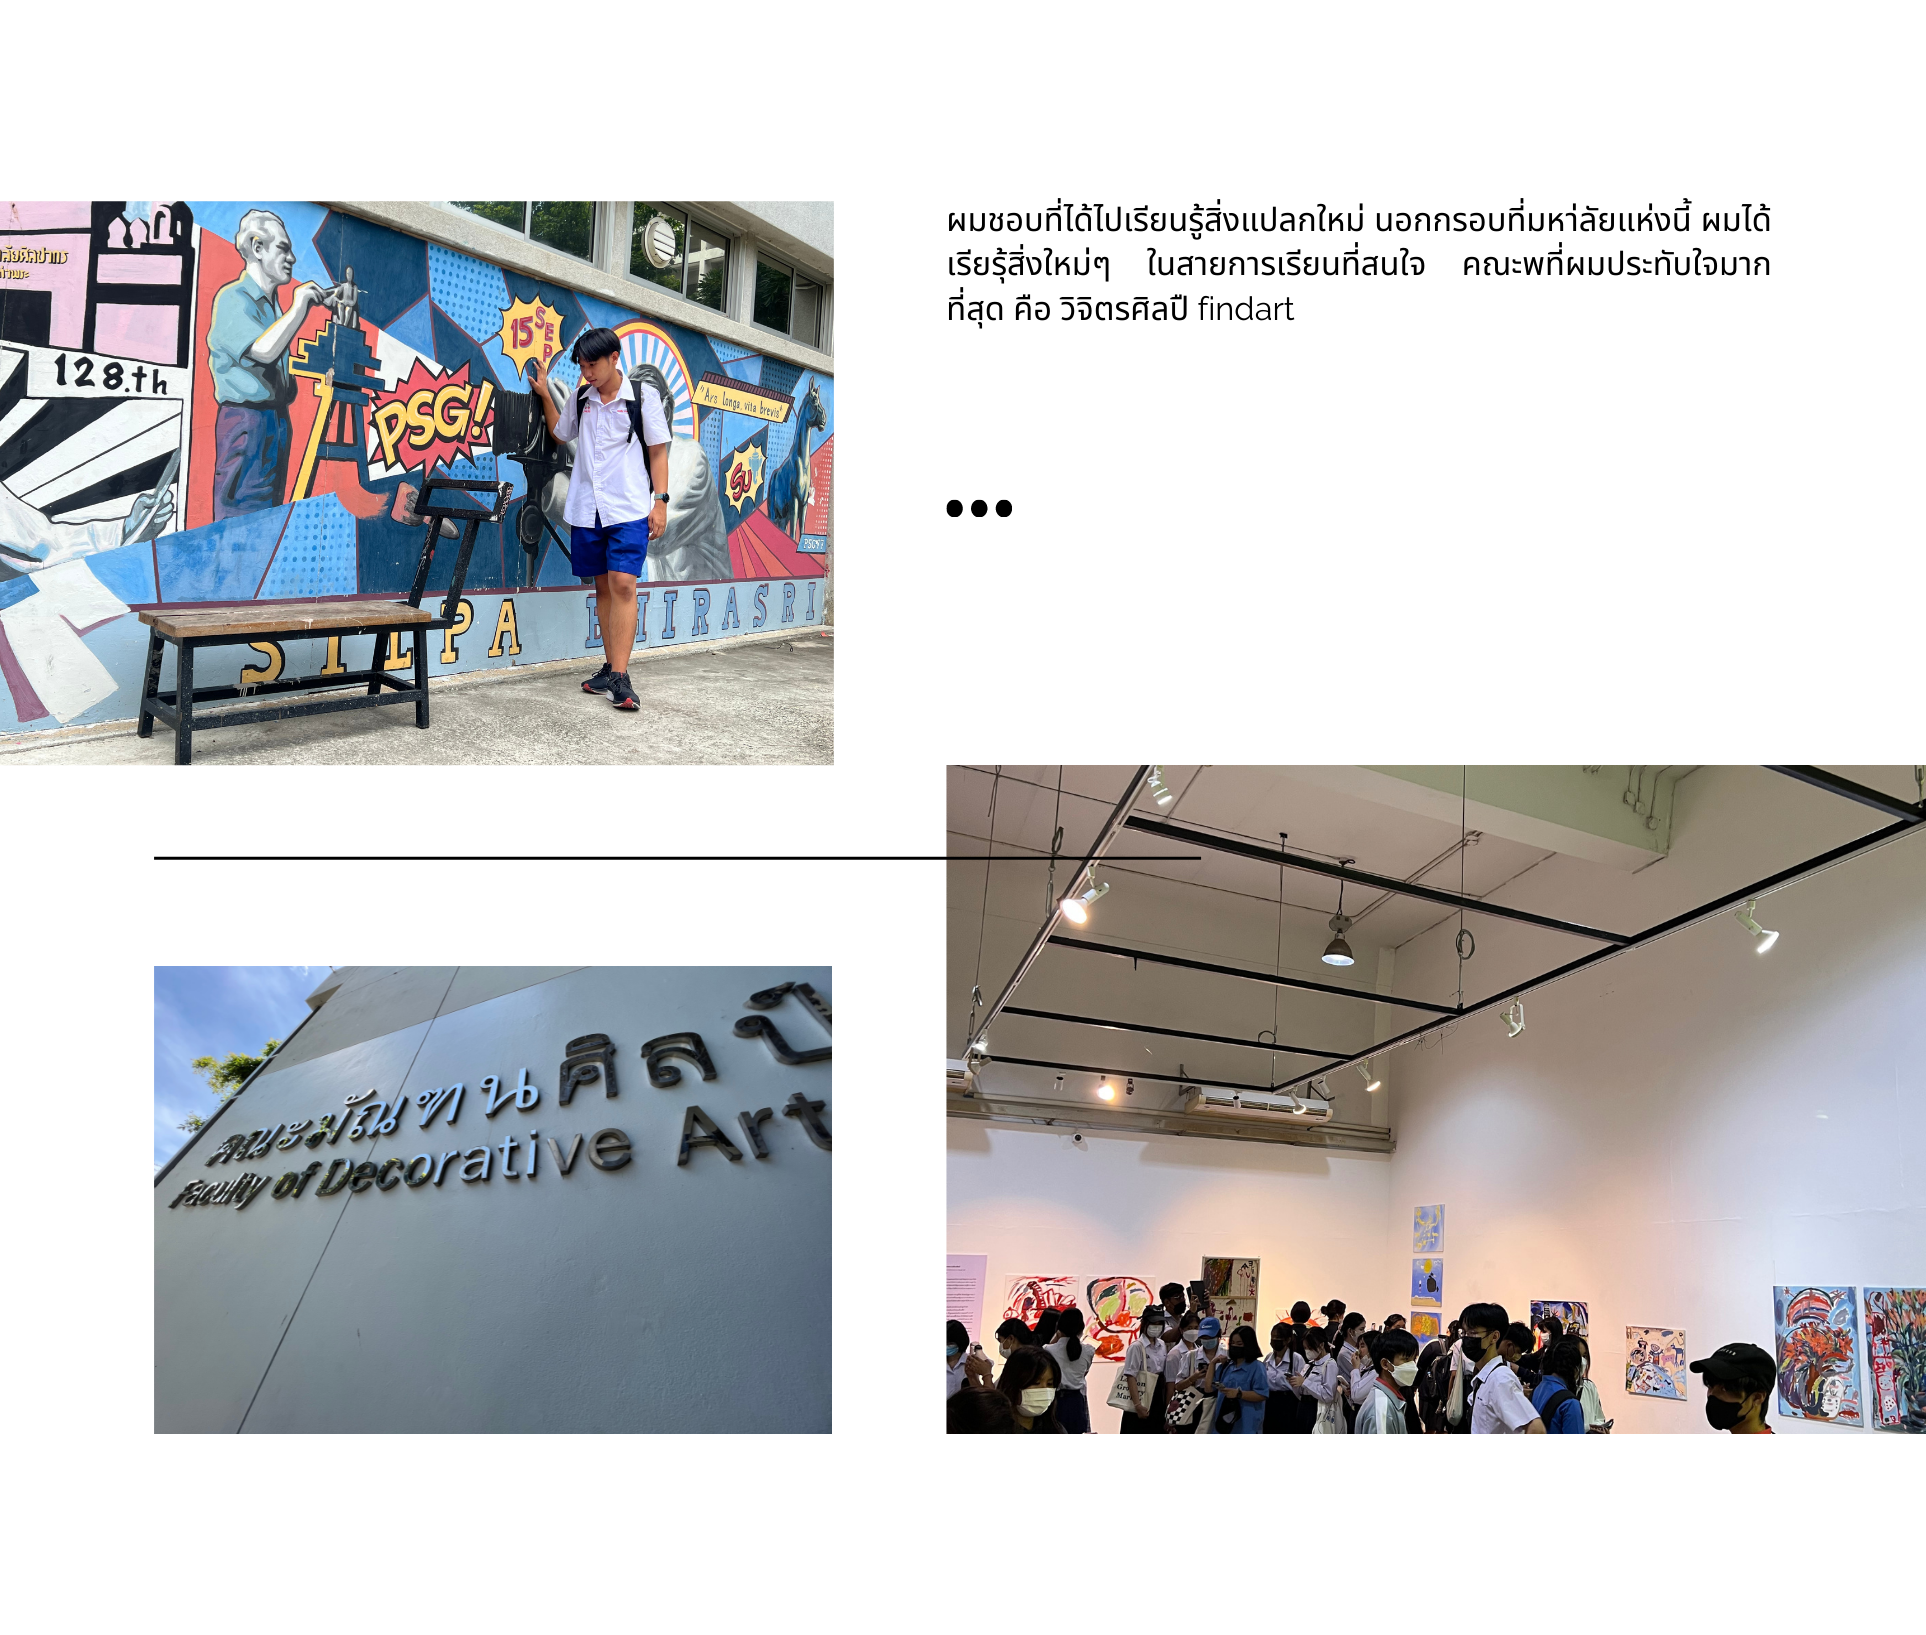 ผมชอบที่ได้ไปเรียนรู้สิ่งแปลกใหม่ นอกกรอบที่มหา่ลัยแห่งนี้ ผมได้
เรียรุ้สิ่งใหม่ๆ ในสายการเรียนที่สนใจ คณะพที่ผมประทับใจมาก
ที่สุด คือ วิจิตรศิลปื findart
128.th
15 SEP
PSG!
"Ars longa, vita brevis"
SU
SILPA BHIRASRI
คณะมัณฑนศิลป์
Faculty of Decorative Art